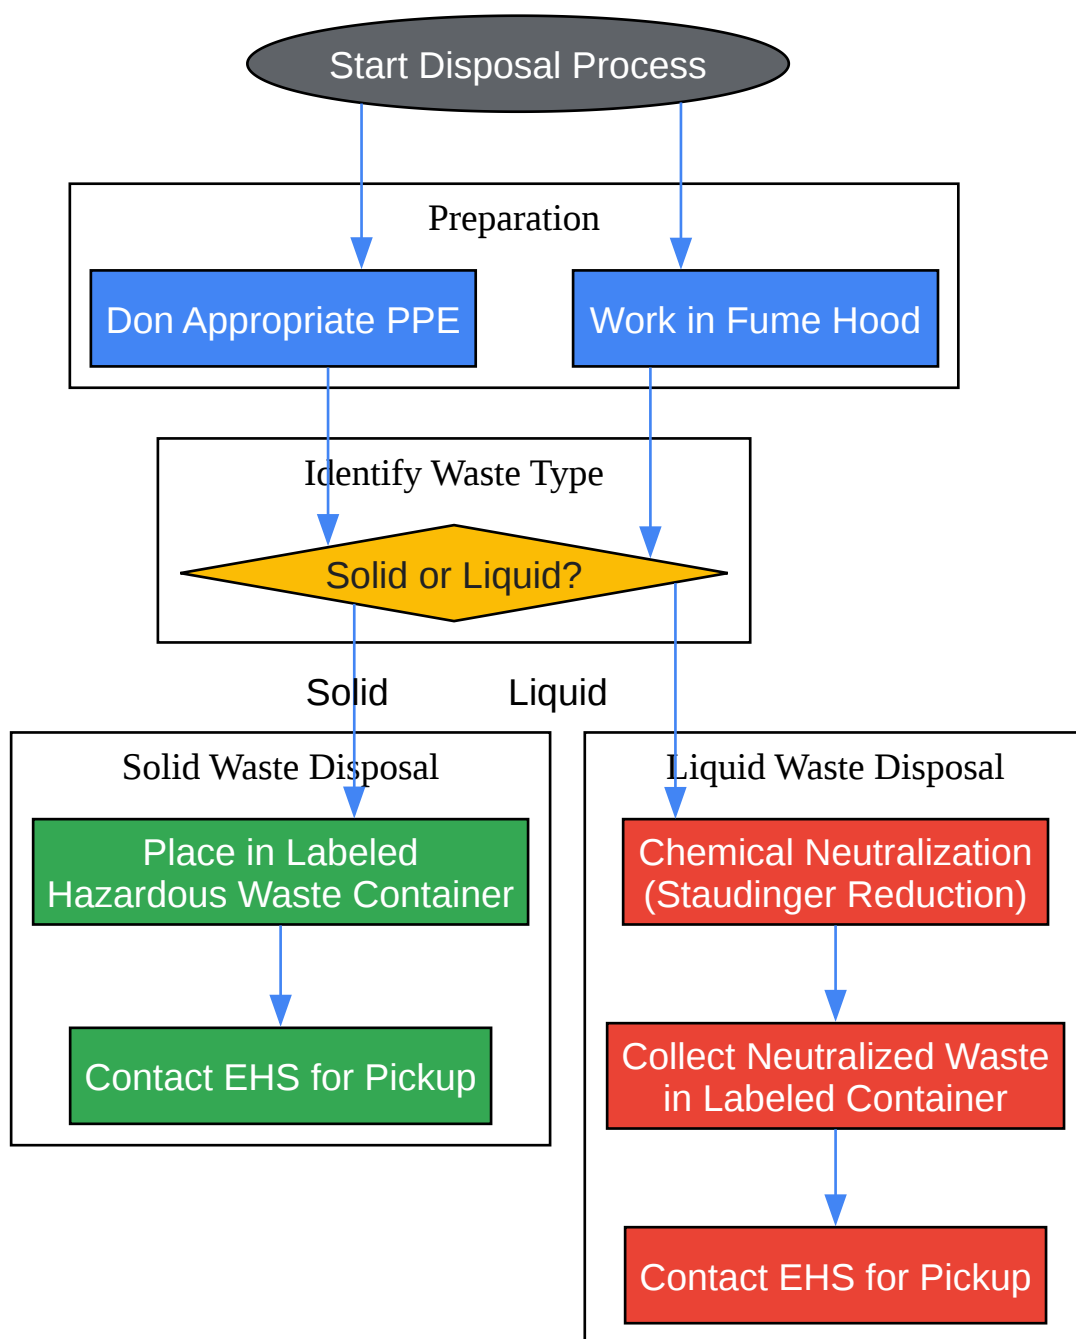 Start Disposal Process
Preparation
Don Appropriate PPE
Work in Fume Hood
Identify Waste Type
Solid or Liquid?
Solid
Liquid
Solid Waste Disposal
Place in Labeled
Hazardous Waste Container
Contact EHS for Pickup
Liquid Waste Disposal
Chemical Neutralization
(Staudinger Reduction)
Collect Neutralized Waste
in Labeled Container
Contact EHS for Pickup